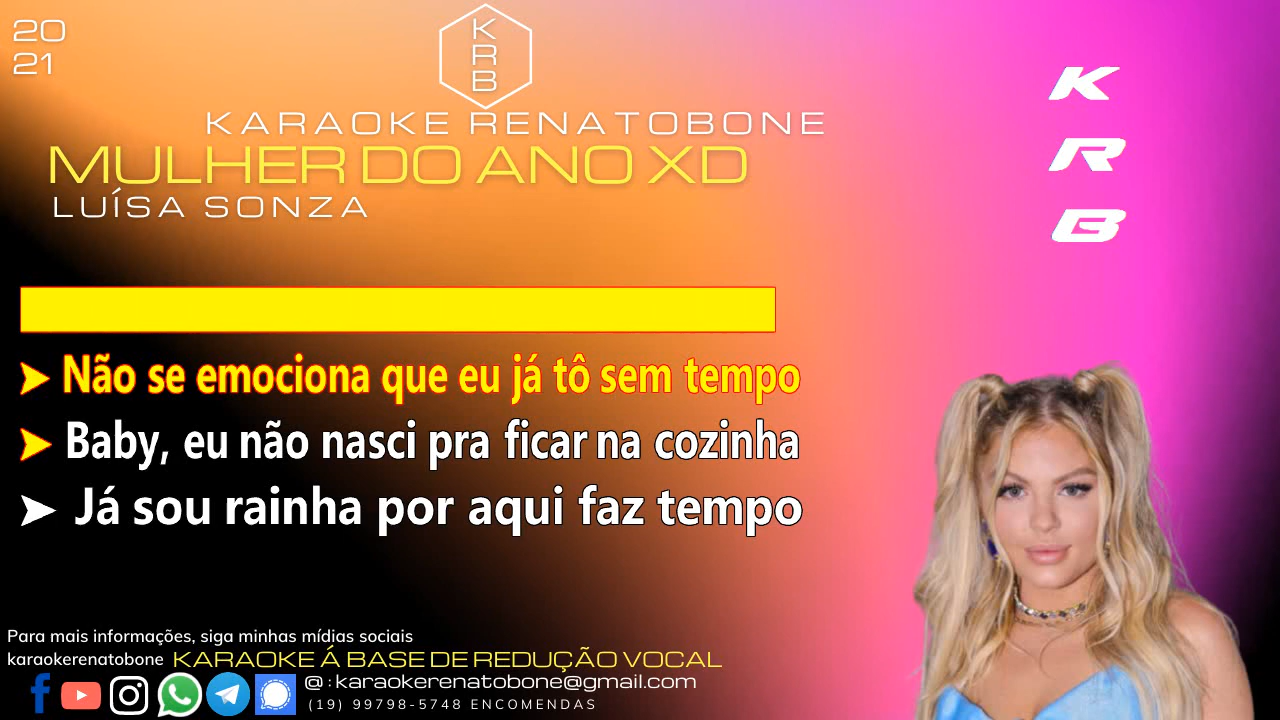 20
21
K
R
B
KARAOKE RENATOBONE
MULHER DO ANO XD
LUÍSA SONZA
K
R
B
➤ Não se emociona que eu já tô sem tempo
➤ Baby, eu não nasci pra ficar na cozinha
➤ Já sou rainha por aqui faz tempo
Para mais informações, siga minhas mídias sociais
karaokerenatobone KARAOKE Á BASE DE REDUÇÃO VOCAL
@ : karaokerenatobone@gmail.com
(19) 99798-5748 ENCOMENDAS